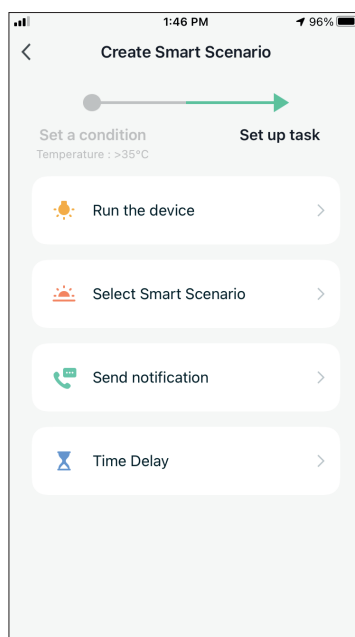 1:46 PM
96%
Create Smart Scenario
Set a condition
Set up task
Temperature : >35°C
Run the device
Select Smart Scenario
Send notification
Time Delay